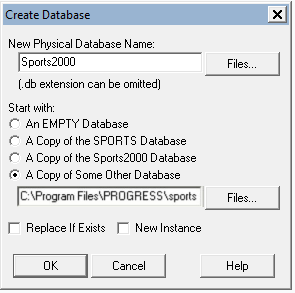 Create Database
New Physical Database Name:
Sports2000
Files...
(.db extension can be omitted)
Start with:
An EMPTY Database
A Copy of the SPORTS Database
A Copy of the Sports2000 Database
A Copy of Some Other Database
C:\Program Files\PROGRESS\sports
Files...
Replace If Exists
New Instance
OK
Cancel
Help